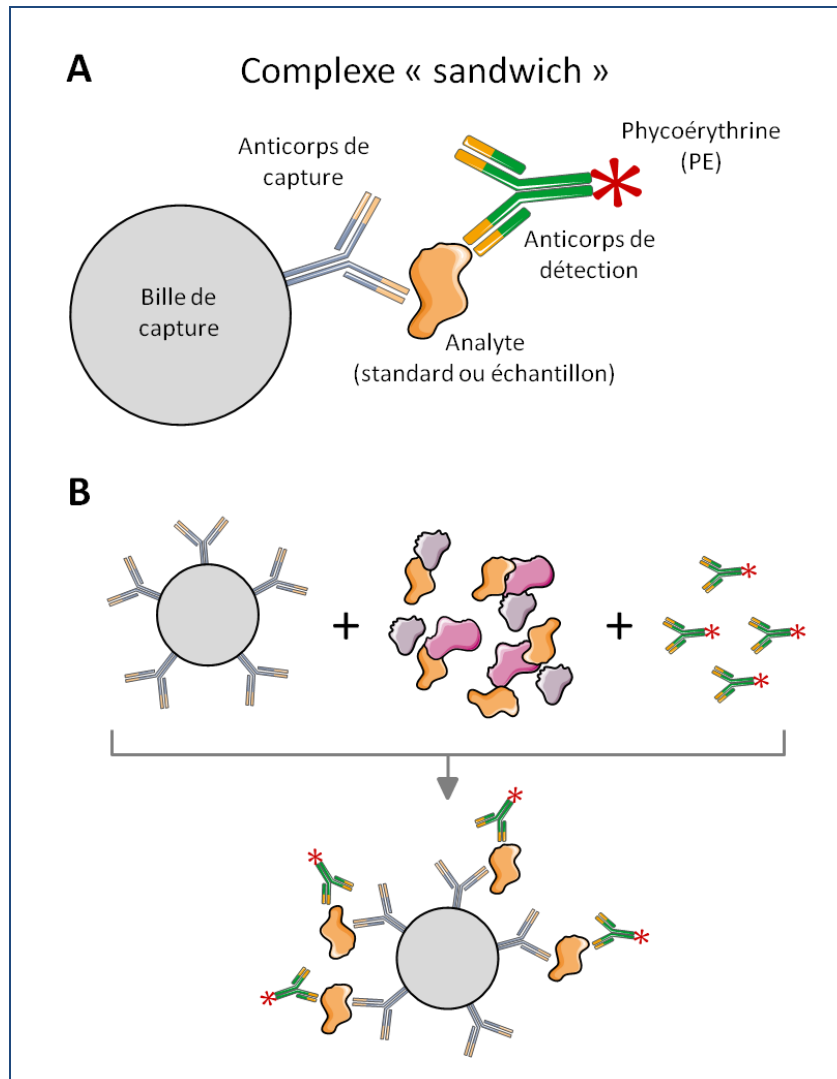 A
Complexe « sandwich »
Anticorps de
capture
Phycoérythrine
(PE)
Anticorps de
détection
Bille de
capture
Analyte
(standard ou échantillon)
B
+
+